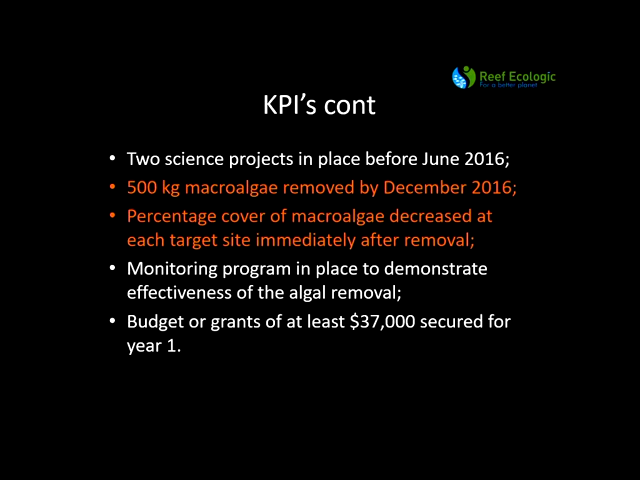 Reef Ecologic
For a better planet
KPI's cont
• Two science projects in place before June 2016;
• 500 kg macroalgae removed by December 2016;
• Percentage cover of macroalgae decreased at
each target site immediately after removal;
• Monitoring program in place to demonstrate
effectiveness of the algal removal;
• Budget or grants of at least $37,000 secured for
year 1.